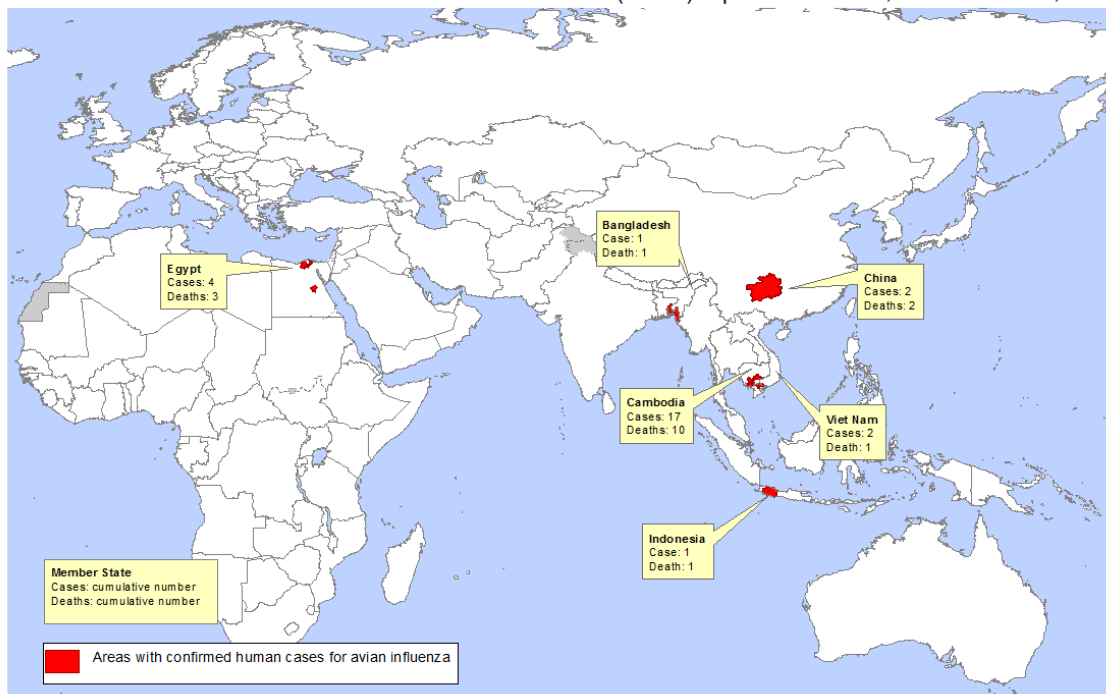 Bangladesh
Case: 1
Death: 1
Egypt
Cases: 4
Deaths: 3
China
Cases: 2
Deaths: 2
Cambodia
Cases: 17
Deaths: 10
Viet Nam
Cases: 2
Death: 1
Indonesia
Case: 1
Death: 1
Member State
Cases: cumulative number
Deaths: cumulative number
Areas with confirmed human cases for avian influenza